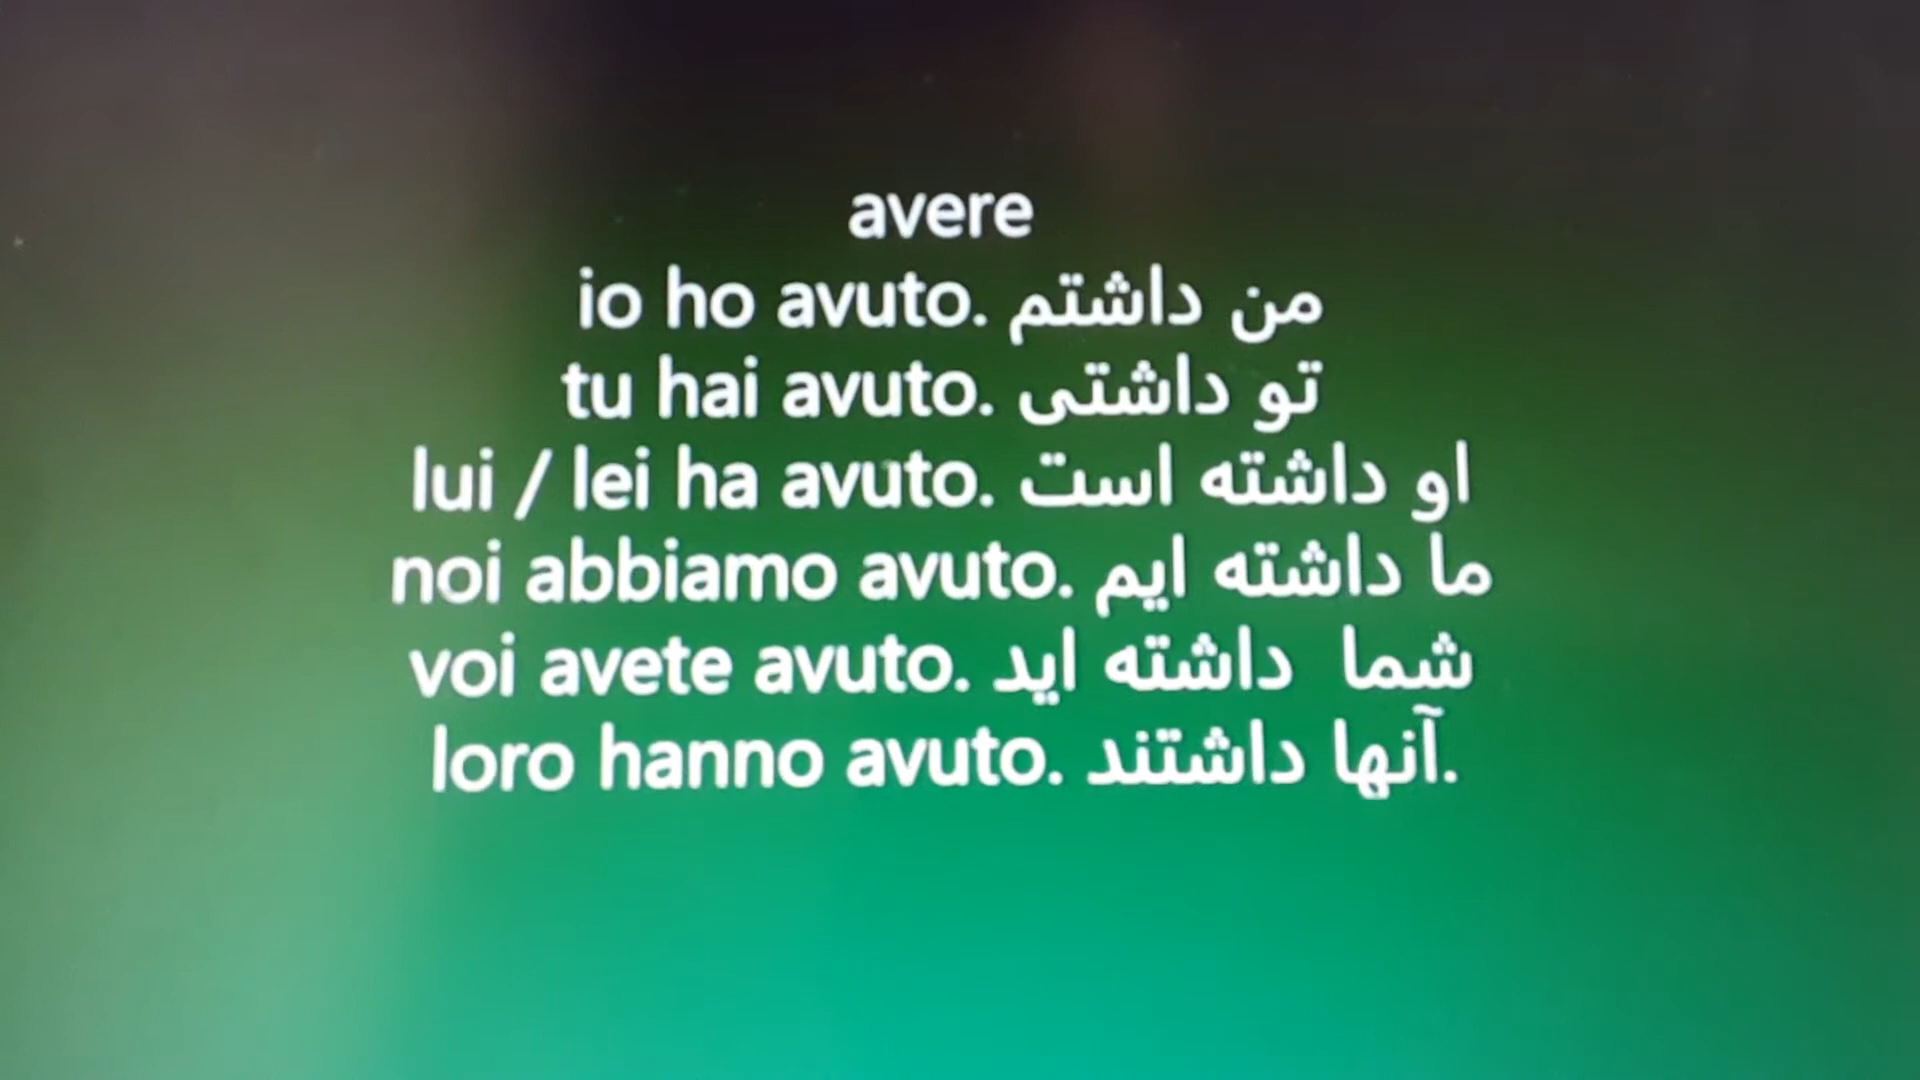 avere
io ho avuto. من داشتم
tu hai avuto. تو داشتی
lui / lei ha avuto. او داشته است
noi abbiamo avuto. ما داشته ایم
voi avete avuto. شما  داشته اید
loro hanno avuto. آنها داشتند.